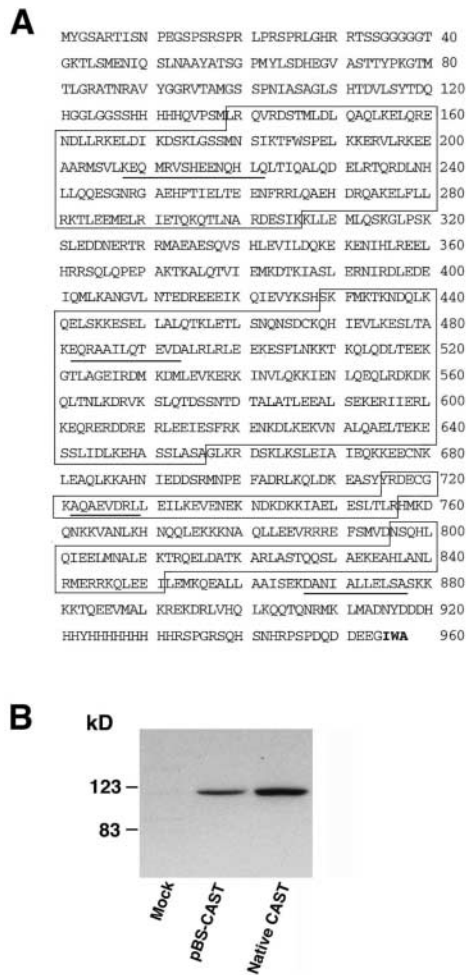 A
MYGSARTISN PEGSPSRSPR LPRSPRLGHR RTSSGGGGGT 40
GKTLSMENIQ SLNAAYATSG PMYLSDHEGV ASTTYPKGTM 80
TLGRATNRAV YGGRVTAMGS SPNIASAGLS HTDVLSYTDQ 120
HGGLGGSSHH HHHQVPSMLR QVRDSTMLDL QAQLKELQRE 160
NDLLRKELDI KDSKLGSSMN SIKTFWSPEL KKERVLRKEE 200
AARMSVLKEQ MRVSHEENQH LQLTIQALQD ELRTQRDLNH 240
LLQQESGNRG AEHFTIELTE ENFRRLQAEH DRQAKELFLL 280
RKTLEEMELR IETQKQTLNA RDESIKKLLE MLQSKGLPSK 320
SLEDDNERTR RMAEAESQVS HLEVILDQKE KENIHLREEL 360
HRRSQLQPEP AKTKALQTVI EMKDTKIASL ERNIRDLEDE 400
IQMLKANGVL NTEDREEEIK QIEVYKSHSK FMKTKNDQLK 440
QELSKKESEL LALQTKLETL SNQNSDCKQH IEVLKESLTA 480
KEQRAAILQT EVDALRLRLE EKESFLNKKT KQLQDLTEEK 520
GTLAGEIRDM KDMLEVKERK INVLQKKIEN LQEQLRDKDK 560
QLTNLKDRVK SLQTDSSNTD TALATLEEAL SEKERIIERL 600
KEQRERDDRE RLEEIESFRK ENKDLKEKVN ALQAELTEKE 640
SSLIDLKEHA SSLASAGLKR DSKLKSLEIA IEQKKEECNK 680
LEAQLKKAHN IEDDSRMNPE FADRLKQLDK EASYYRDECG 720
KAQAEVDRLL EILKEVENEK NDKDKKIAEL ESLTLRHMKD 760
QNKKVANLKH NQQLEKKKNA QLLEEVRRRE FSMVDNSQHL 800
QIEELMNALE KTRQELDATK ARLASTQQSL AEKEAHLANL 840
RMERRKQLEE ILEMKQEALL AAISEKDANI ALLELSASKK 880
KKTQEEVMAL KREKDRLVHQ LKQQTQNRMK LMADNYDDDH 920
HHYHHHHHHH HHRSPGRSQH SNHRPSPDQD DEEGIWA 960
B
kD
123
83
Mock
pBS-CAST
Native CAST